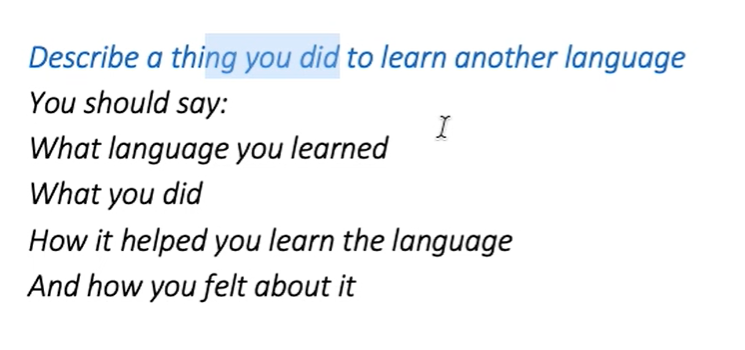 Describe a thing you did to learn another language
You should say:
What language you learned
What you did
How it helped you learn the language
And how you felt about it